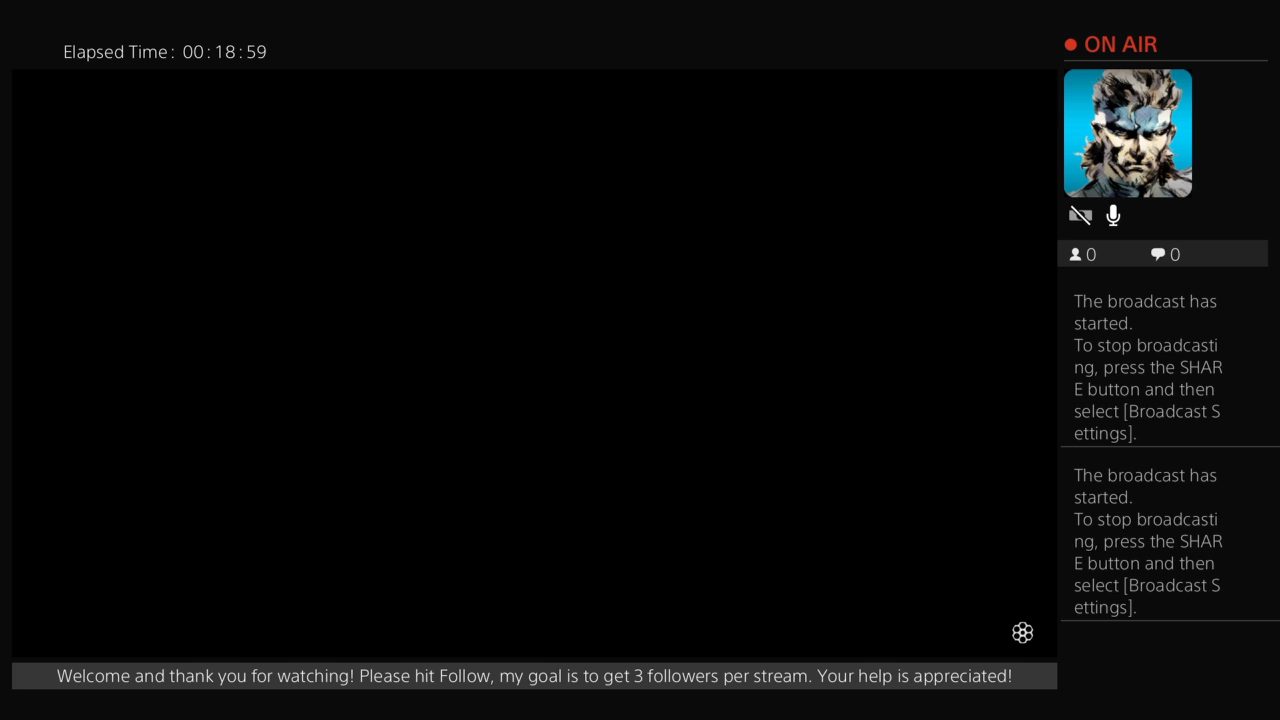 Elapsed Time: 00:18:59
ON AIR
0 0
The broadcast has
started.
To stop broadcasti
ng, press the SHAR
E button and then
select [Broadcast S
ettings].
The broadcast has
started.
To stop broadcasti
ng, press the SHAR
E button and then
select [Broadcast S
ettings].
Welcome and thank you for watching! Please hit Follow, my goal is to get 3 followers per stream. Your help is appreciated!